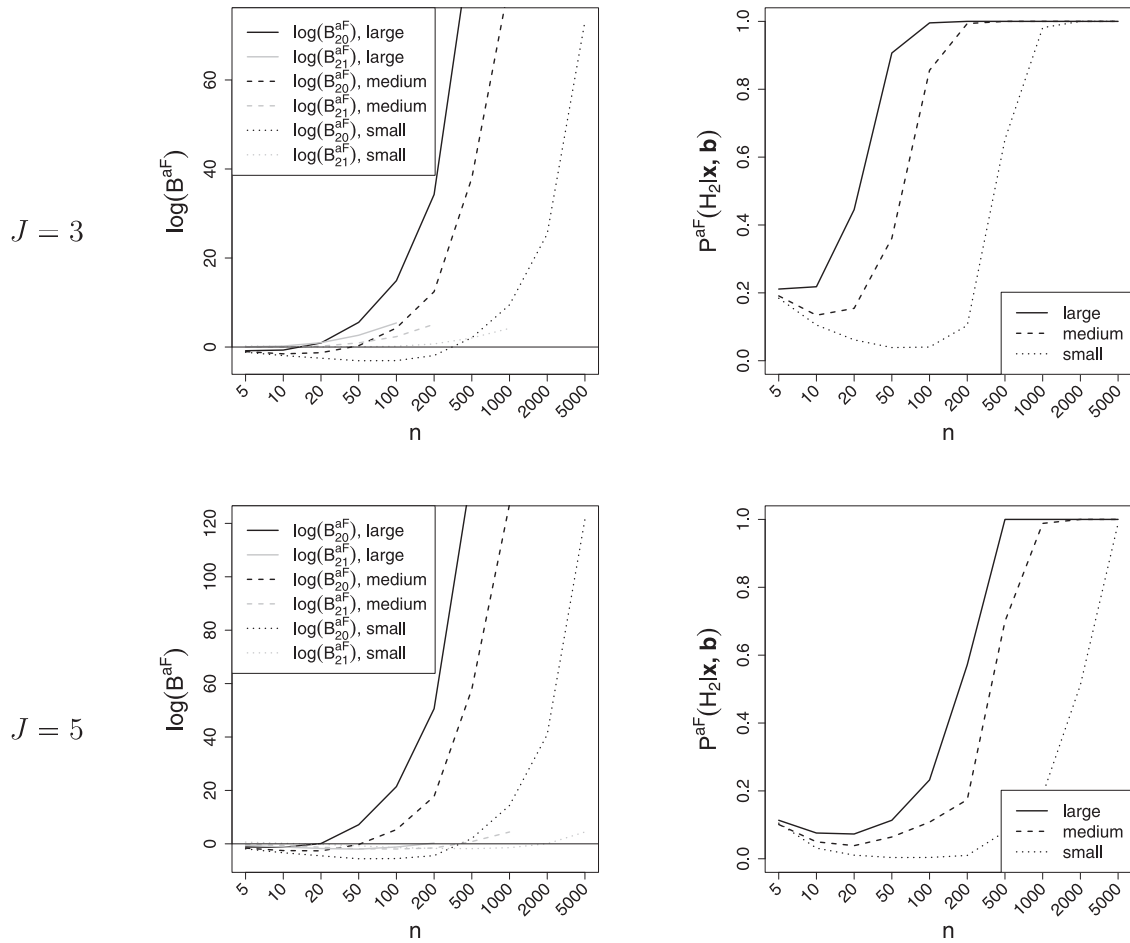 J = 3
log(B^aF)
0 20 40 60
log(B^aF_20), large
log(B^aF_21), large
log(B^aF_20), medium
log(B^aF_21), medium
log(B^aF_20), small
log(B^aF_21), small
5 10 20 50 100 200 500 1000 2000 5000
n
P^aF(H_2|x, b)
0.0 0.2 0.4 0.6 0.8 1.0
large
medium
small
5 10 20 50 100 200 500 1000 2000 5000
n
J = 5
log(B^aF)
0 20 40 60 80 100 120
log(B^aF_20), large
log(B^aF_21), large
log(B^aF_20), medium
log(B^aF_21), medium
log(B^aF_20), small
log(B^aF_21), small
5 10 20 50 100 200 500 1000 2000 5000
n
P^aF(H_2|x, b)
0.0 0.2 0.4 0.6 0.8 1.0
large
medium
small
5 10 20 50 100 200 500 1000 2000 5000
n